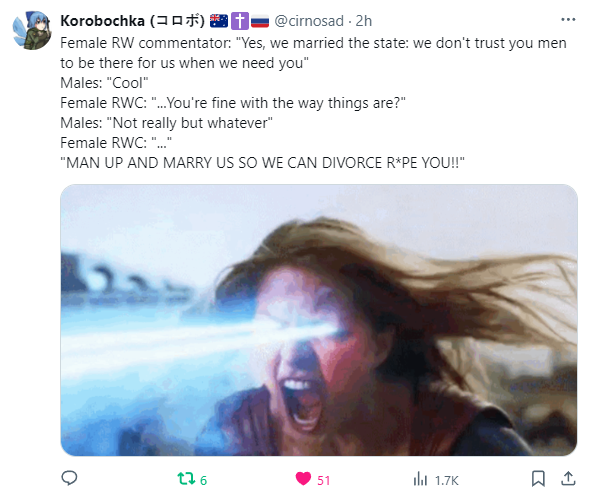 Korobochka (コロボ) 🇦🇺✝️🇷🇺 @cirnosad · 2h
Female RW commentator: "Yes, we married the state: we don't trust you men
to be there for us when we need you"
Males: "Cool"
Female RWC: "...You're fine with the way things are?"
Males: "Not really but whatever"
Female RWC: "..."
"MAN UP AND MARRY US SO WE CAN DIVORCE R*PE YOU!!"
6 51 1.7K